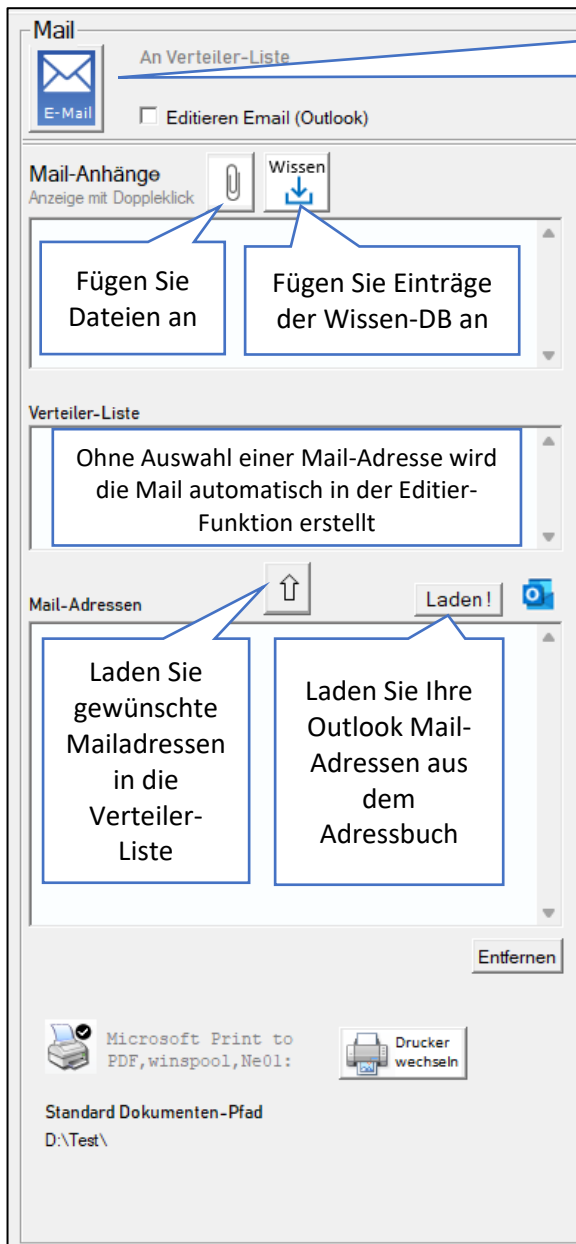 Mail
An Verteiler-Liste
E-Mail
Editieren Email (Outlook)
Mail-Anhänge
Anzeige mit Doppleklick
Wissen
Fügen Sie
Dateien an
Fügen Sie Einträge
der Wissen-DB an
Verteiler-Liste
Ohne Auswahl einer Mail-Adresse wird
die Mail automatisch in der Editier-
Funktion erstellt
Mail-Adressen
Laden !
Laden Sie
gewünschte
Mailadressen
in die
Verteiler-
Liste
Laden Sie Ihre
Outlook Mail-
Adressen aus
dem
Adressbuch
Entfernen
Microsoft Print to
PDF,winspool,Ne01:
Drucker
wechseln
Standard Dokumenten-Pfad
D:\Test\